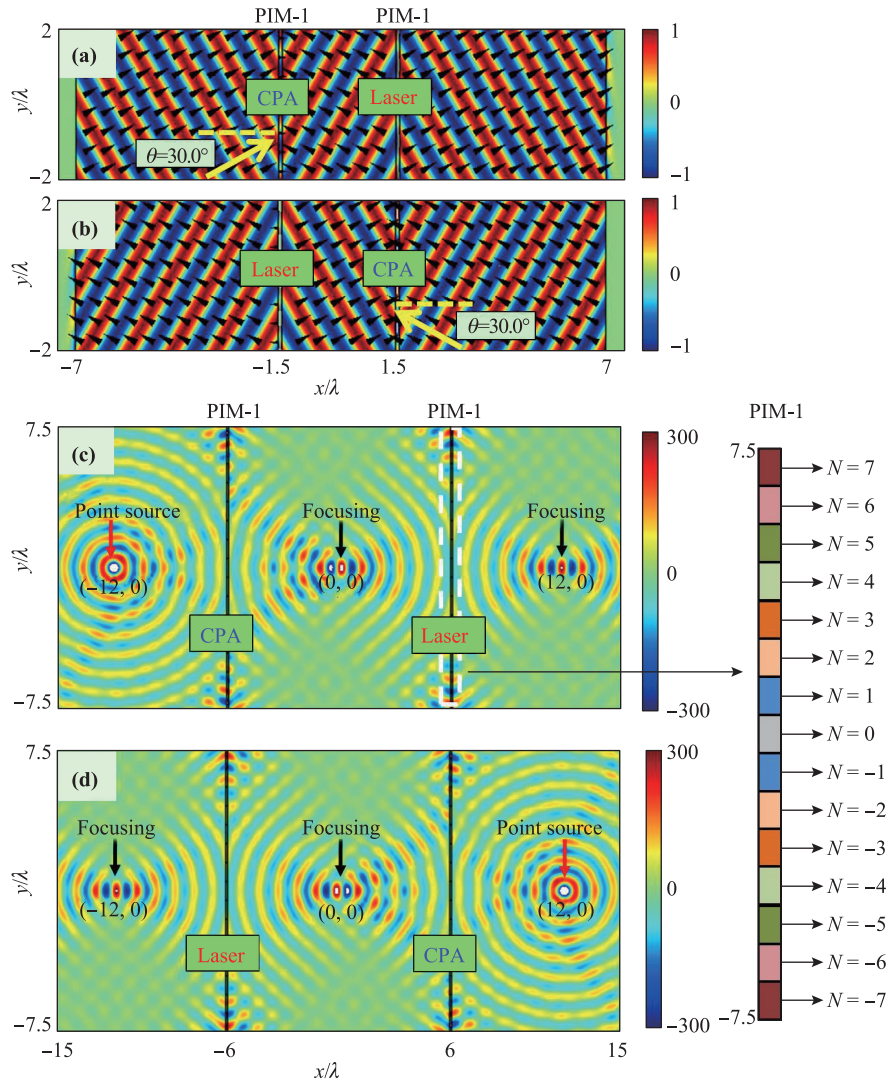 PIM-1 PIM-1
(a)
2
y/λ
−2
CPA
Laser
θ=30.0°
1
0
−1
(b)
2
y/λ
−2
Laser
CPA
θ=30.0°
1
0
−1
−7 −1.5 1.5 7
x/λ
PIM-1 PIM-1 PIM-1
(c)
7.5
y/λ
−7.5
Point source
(−12, 0)
Focusing
(0, 0)
Focusing
(12, 0)
CPA
Laser
300
0
−300
(d)
7.5
y/λ
−7.5
Focusing
(−12, 0)
Focusing
(0, 0)
Point source
(12, 0)
Laser
CPA
300
0
−300
−15 −6 6 15
x/λ
7.5
N = 7
N = 6
N = 5
N = 4
N = 3
N = 2
N = 1
N = 0
N = −1
N = −2
N = −3
N = −4
N = −5
N = −6
N = −7
−7.5